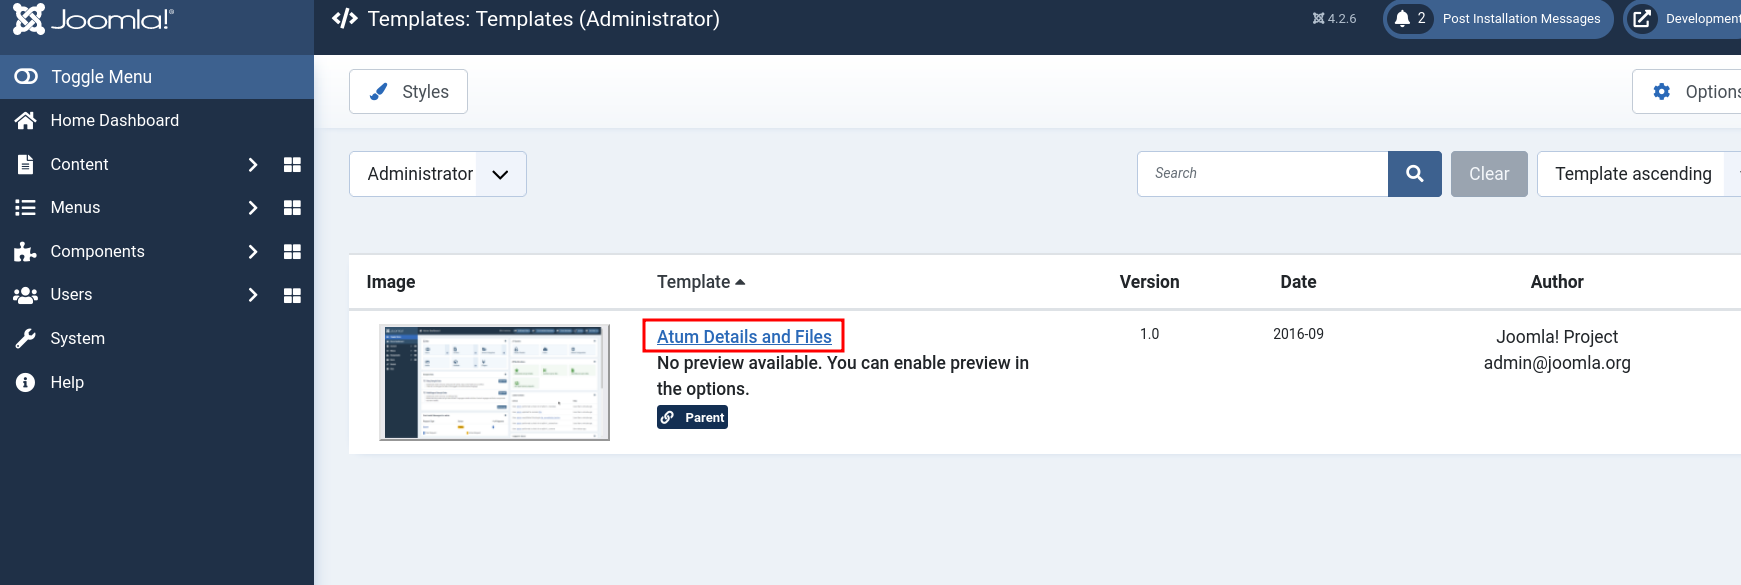 Joomla!®
Templates: Templates (Administrator)
4.2.6
2 Post Installation Messages
Development
Toggle Menu
Home Dashboard
Content
Menus
Components
Users
System
Help
Styles
Options
Administrator
Search
Clear
Template ascending
Image Template Version Date Author
Atum Details and Files 1.0 2016-09 Joomla! Project
No preview available. You can enable preview in admin@joomla.org
the options.
Parent